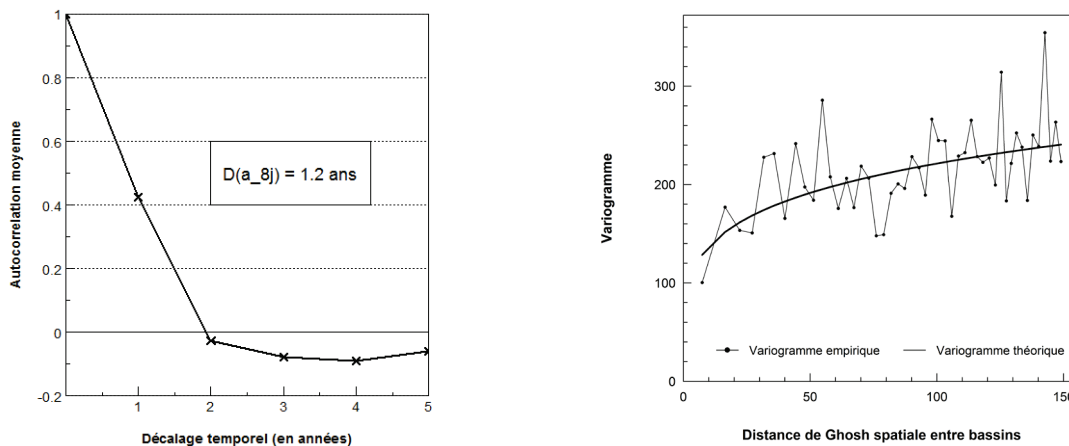 Autocorrelation moyenne
1
0.8
0.6
0.4
0.2
0
-0.2
D(a_8j) = 1.2 ans
1 2 3 4 5
Décalage temporel (en années)
Variogramme
300
200
100
0
Variogramme empirique Variogramme théorique
0 50 100 150
Distance de Ghosh spatiale entre bassins